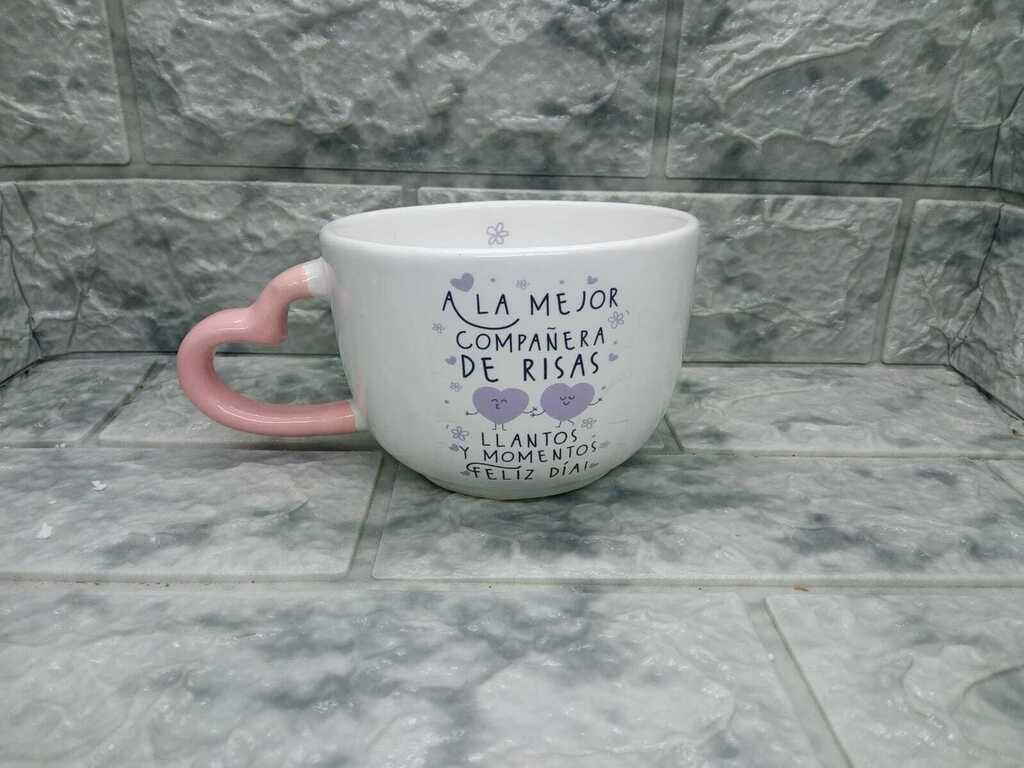 A LA MEJOR
COMPAÑERA
DE RISAS
LLANTOS
Y MOMENTOS
FELIZ DÍA!